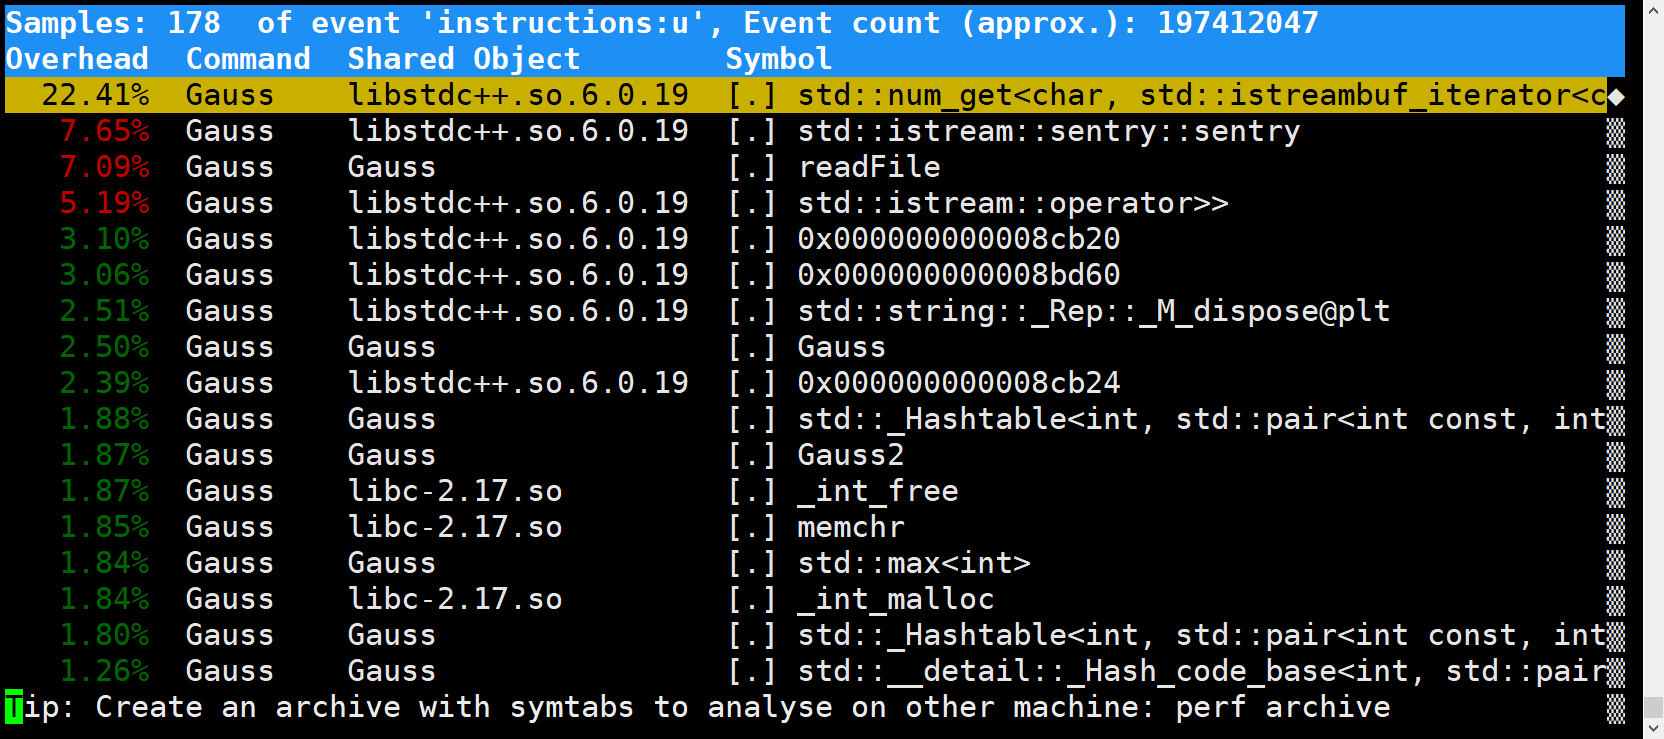 Samples: 178  of event 'instructions:u', Event count (approx.): 197412047
Overhead  Command  Shared Object        Symbol
22.41%  Gauss    libstdc++.so.6.0.19  [.] std::num_get<char, std::istreambuf_iterator<c
7.65%  Gauss    libstdc++.so.6.0.19  [.] std::istream::sentry::sentry
7.09%  Gauss    Gauss                [.] readFile
5.19%  Gauss    libstdc++.so.6.0.19  [.] std::istream::operator>>
3.10%  Gauss    libstdc++.so.6.0.19  [.] 0x000000000008cb20
3.06%  Gauss    libstdc++.so.6.0.19  [.] 0x000000000008bd60
2.51%  Gauss    libstdc++.so.6.0.19  [.] std::string::_Rep::_M_dispose@plt
2.50%  Gauss    Gauss                [.] Gauss
2.39%  Gauss    libstdc++.so.6.0.19  [.] 0x000000000008cb24
1.88%  Gauss    Gauss                [.] std::_Hashtable<int, std::pair<int const, int
1.87%  Gauss    Gauss                [.] Gauss2
1.87%  Gauss    libc-2.17.so         [.] _int_free
1.85%  Gauss    libc-2.17.so         [.] memchr
1.84%  Gauss    Gauss                [.] std::max<int>
1.84%  Gauss    libc-2.17.so         [.] _int_malloc
1.80%  Gauss    Gauss                [.] std::_Hashtable<int, std::pair<int const, int
1.26%  Gauss    Gauss                [.] std::__detail::_Hash_code_base<int, std::pair
Tip: Create an archive with symtabs to analyse on other machine: perf archive